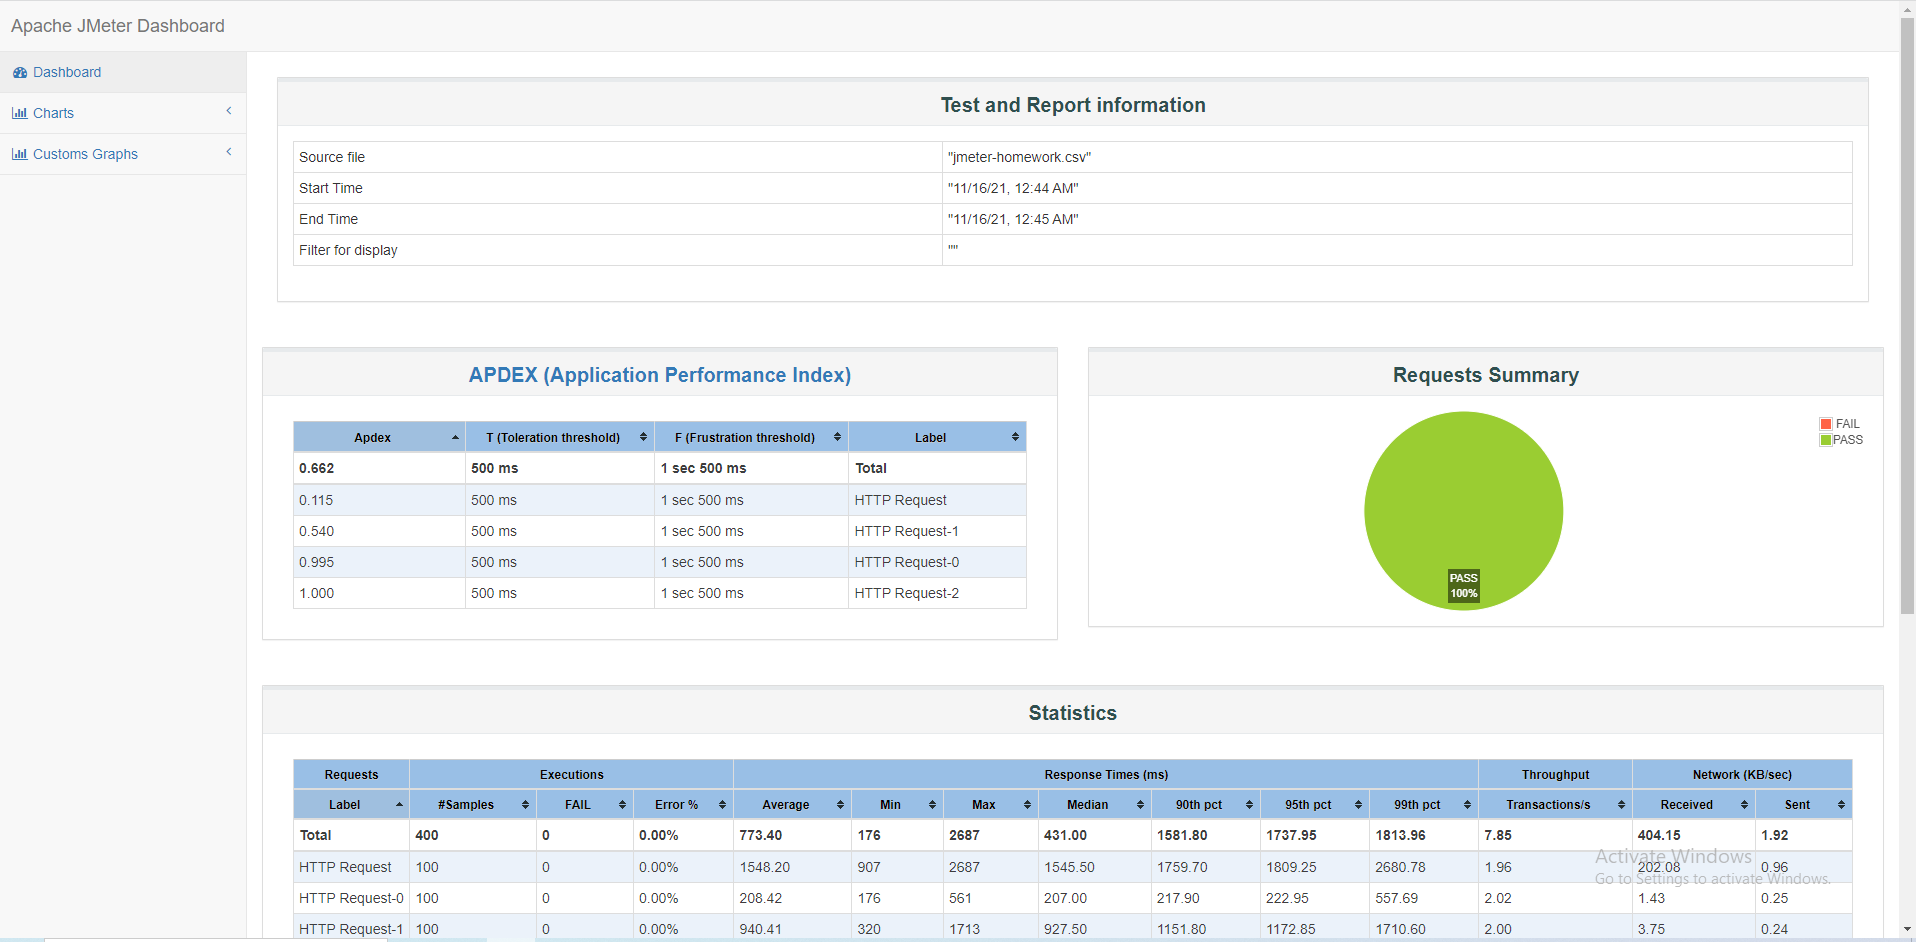 Apache JMeter Dashboard
Dashboard
Charts
Customs Graphs
Test and Report information
Source file "jmeter-homework.csv"
Start Time "11/16/21, 12:44 AM"
End Time "11/16/21, 12:45 AM"
Filter for display ""
APDEX (Application Performance Index)
Apdex T (Toleration threshold) F (Frustration threshold) Label
0.662 500 ms 1 sec 500 ms Total
0.115 500 ms 1 sec 500 ms HTTP Request
0.540 500 ms 1 sec 500 ms HTTP Request-1
0.995 500 ms 1 sec 500 ms HTTP Request-0
1.000 500 ms 1 sec 500 ms HTTP Request-2
Requests Summary
FAIL
PASS
PASS
100%
Statistics
Requests Executions Response Times (ms) Throughput Network (KB/sec)
Label #Samples FAIL Error % Average Min Max Median 90th pct 95th pct 99th pct Transactions/s Received Sent
Total 400 0 0.00% 773.40 176 2687 431.00 1581.80 1737.95 1813.96 7.85 404.15 1.92
HTTP Request 100 0 0.00% 1548.20 907 2687 1545.50 1759.70 1809.25 2680.78 1.96 202.08 0.96
HTTP Request-0 100 0 0.00% 208.42 176 561 207.00 217.90 222.95 557.69 2.02 1.43 0.25
HTTP Request-1 100 0 0.00% 940.41 320 1713 927.50 1151.80 1172.85 1710.60 2.00 3.75 0.24
Activate Windows
Go to Settings to activate Windows.